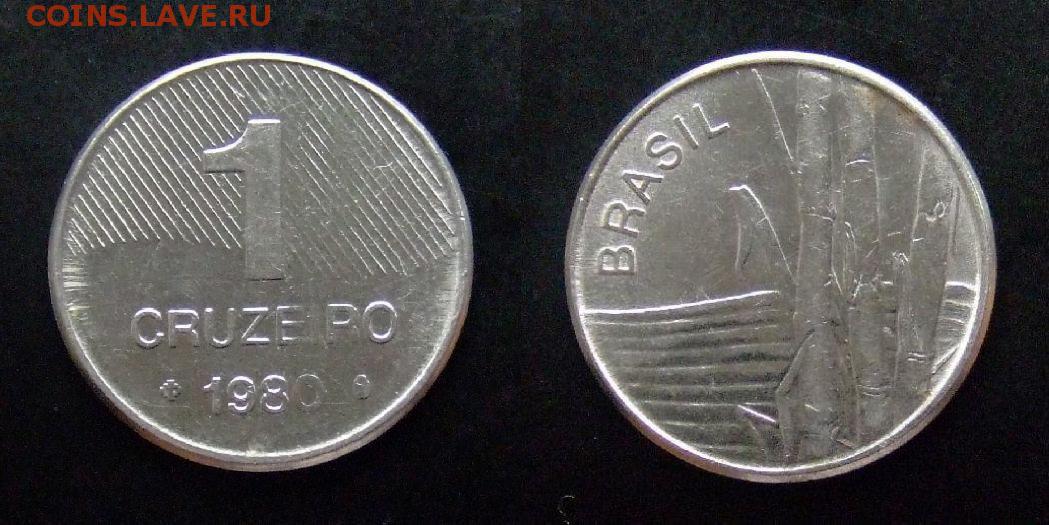 COINS.LAVE.RU
1
CRUZEIRO
1980
BRASIL